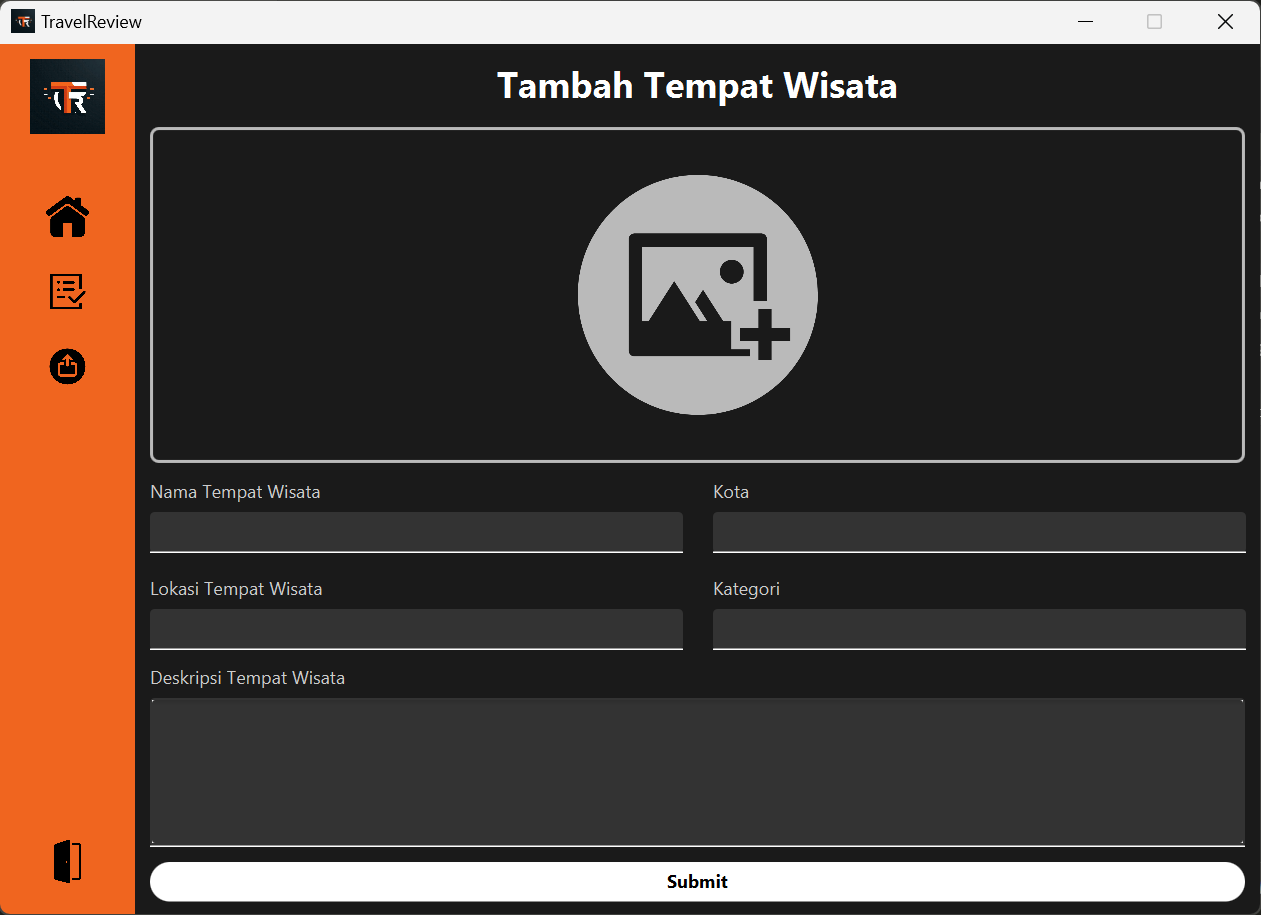 TravelReview
TR
Tambah Tempat Wisata
Nama Tempat Wisata
Kota
Lokasi Tempat Wisata
Kategori
Deskripsi Tempat Wisata
Submit